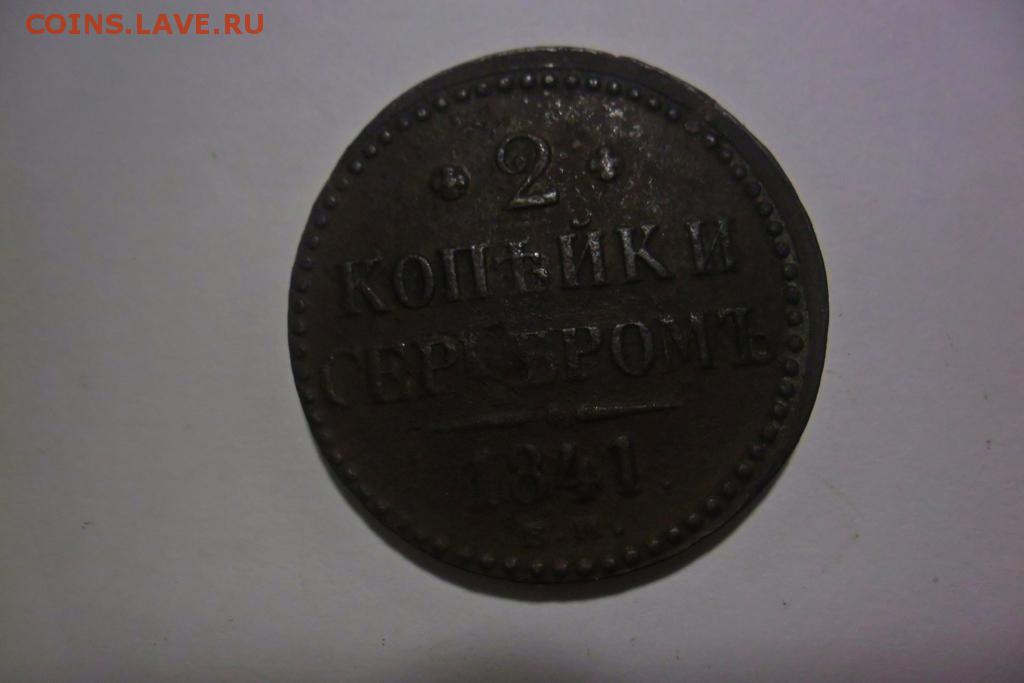 COINS.LAVE.RU
2
КОПѢЙКИ
СЕРЕБРОМЪ
1841.
Е.М.